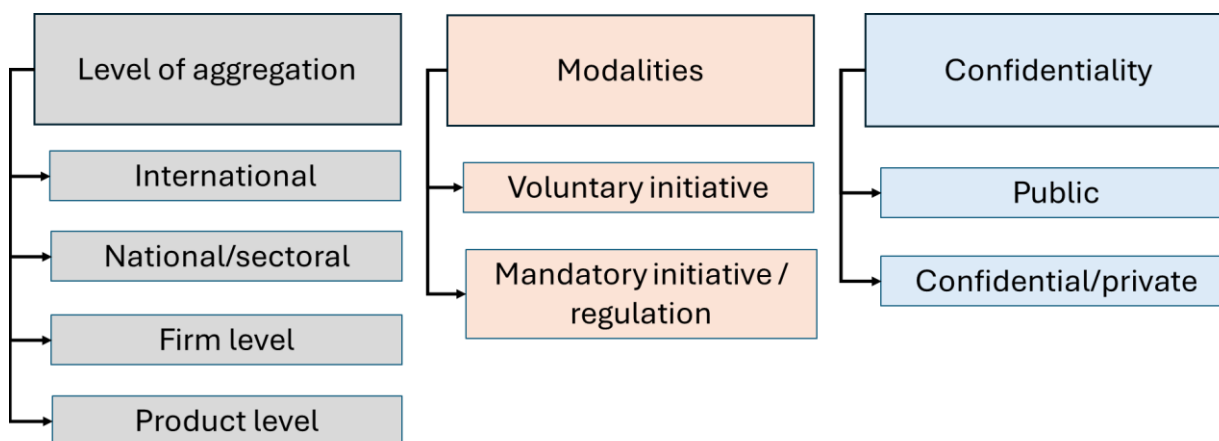 Level of aggregation
International
National/sectoral
Firm level
Product level
Modalities
Voluntary initiative
Mandatory initiative /
regulation
Confidentiality
Public
Confidential/private